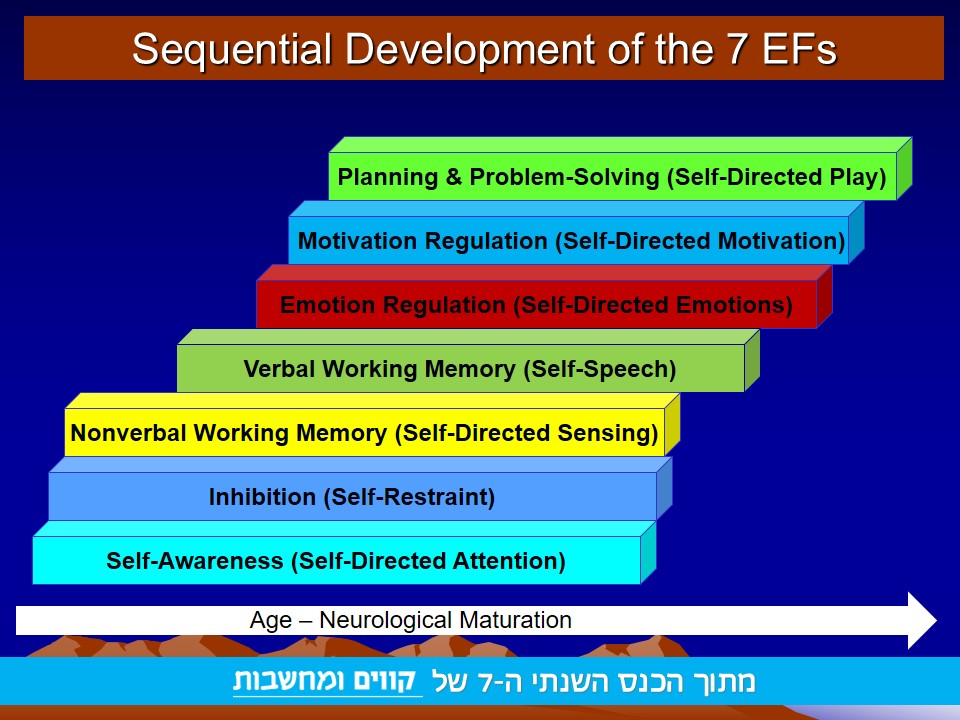 Sequential Development of the 7 EFs
Planning & Problem-Solving (Self-Directed Play)
Motivation Regulation (Self-Directed Motivation)
Emotion Regulation (Self-Directed Emotions)
Verbal Working Memory (Self-Speech)
Nonverbal Working Memory (Self-Directed Sensing)
Inhibition (Self-Restraint)
Self-Awareness (Self-Directed Attention)
Age – Neurological Maturation
מתוך הכנס השנתי ה-7 של קווים ומחשבות